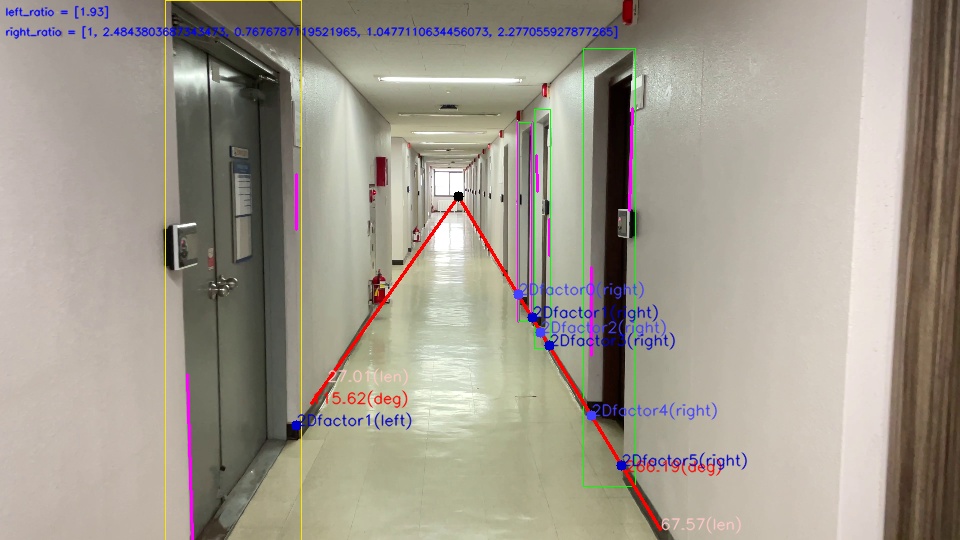 left_ratio = [1.93]
right_ratio = [1, 2.4843803687343473, 0.7676787119521965, 1.0477110634456073, 2.277055927877265]
2Dfactor0(right)
2Dfactor1(right)
2Dfactor2(right)
2Dfactor3(right)
27.01(len)
15.62(deg)
2Dfactor4(right)
2Dfactor1(left)
2Dfactor5(right)
266.19(deg)
67.57(len)